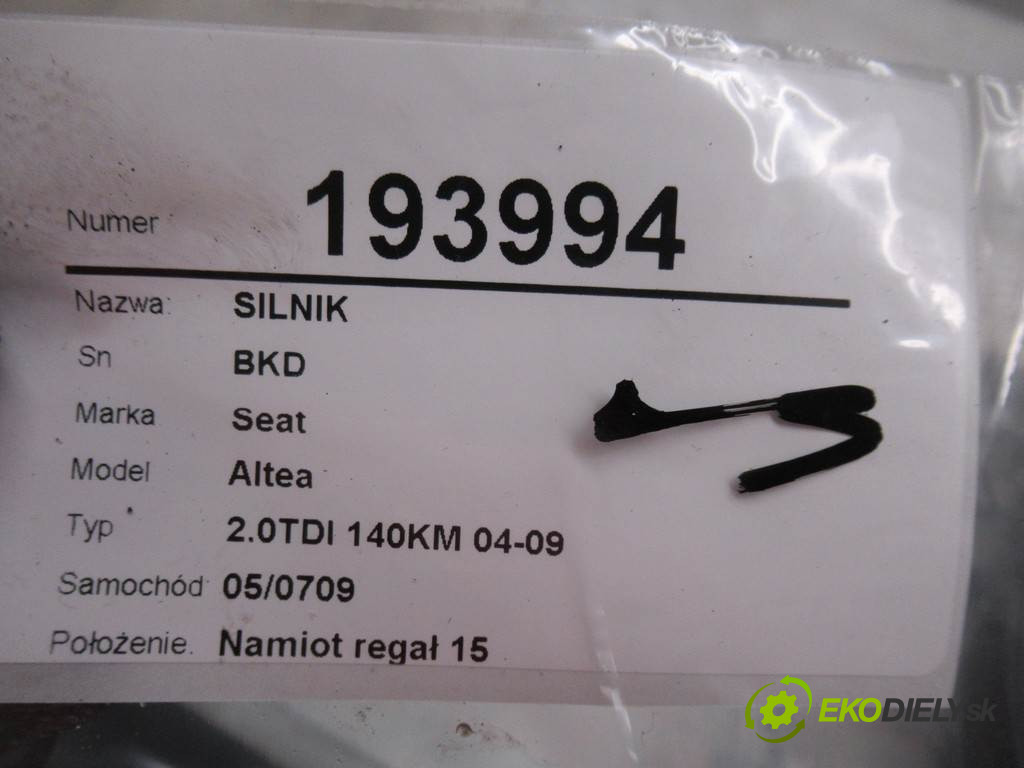 Numer 193994
Nazwa: SILNIK
Sn BKD
Marka Seat
Model Altea
Typ 2.0TDI 140KM 04-09
Samochód 05/0709
Położenie. Namiot regał 15
EKODIELY.sk